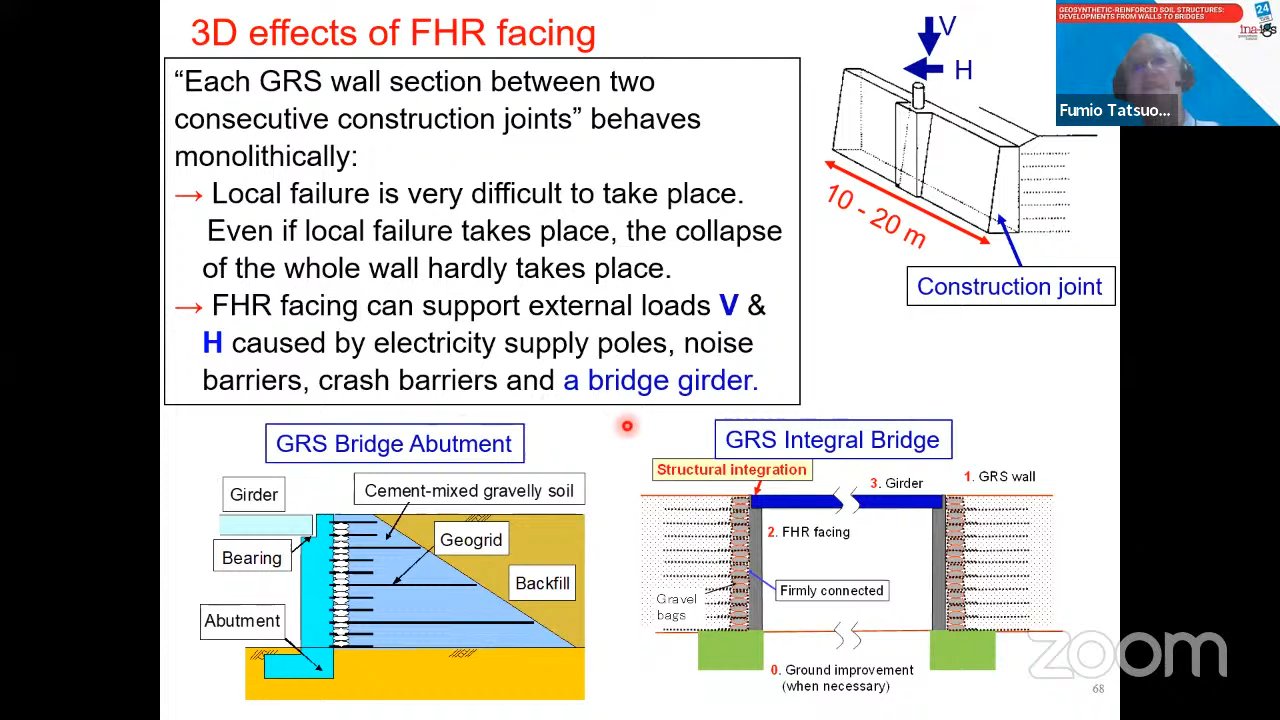 3D effects of FHR facing
“Each GRS wall section between two
consecutive construction joints” behaves
monolithically:
→ Local failure is very difficult to take place.
Even if local failure takes place, the collapse
of the whole wall hardly takes place.
→ FHR facing can support external loads V &
H caused by electricity supply poles, noise
barriers, crash barriers and a bridge girder.
V
H
10 - 20 m
Construction joint
GEOSYNTHETIC-REINFORCED SOIL STRUCTURES:
DEVELOPMENTS FROM WALLS TO BRIDGES
24
Fumio Tatsuo...
GRS Bridge Abutment
Girder
Cement-mixed gravelly soil
Bearing
Geogrid
Backfill
Abutment
GRS Integral Bridge
Structural integration
3. Girder
1. GRS wall
2. FHR facing
Firmly connected
Gravel
bags
0. Ground improvement
(when necessary)
zoom
68